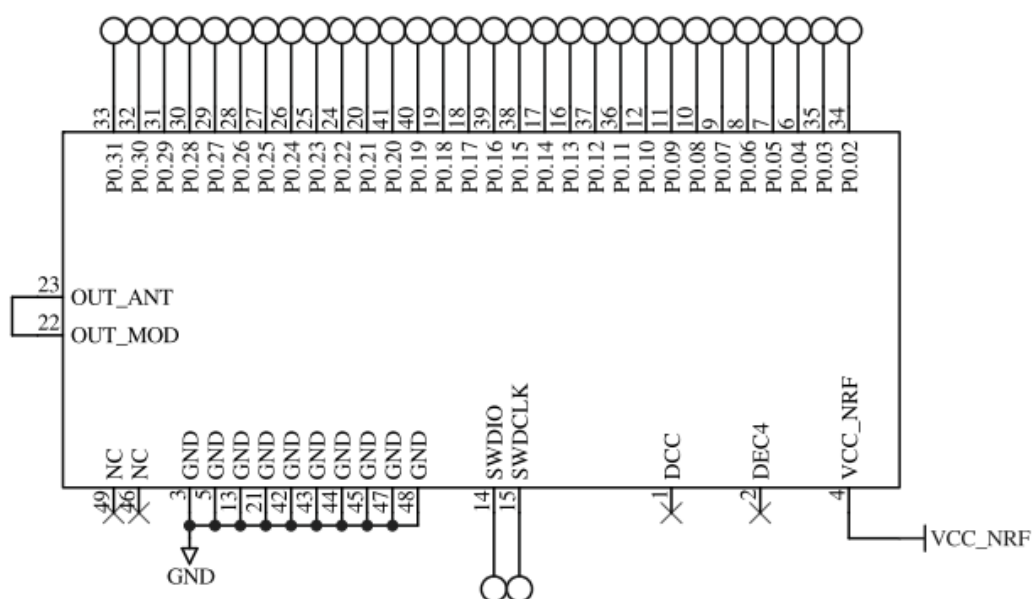 33 32 31 30 29 28 27 26 25 24 20 41 40 19 18 39 38 17 16 37 36 12 11 10 9 8 7 6 35 34
P0.31 P0.30 P0.29 P0.28 P0.27 P0.26 P0.25 P0.24 P0.23 P0.22 P0.21 P0.20 P0.19 P0.18 P0.17 P0.16 P0.15 P0.14 P0.13 P0.12 P0.11 P0.10 P0.09 P0.08 P0.07 P0.06 P0.05 P0.04 P0.03 P0.02
23 OUT_ANT
22 OUT_MOD
NC NC GND GND GND GND GND GND GND GND GND GND SWDIO SWDCLK DCC DEC4 VCC_NRF
49 46 3 5 13 21 42 43 44 45 47 48 14 15 1 2 4
VCC_NRF
GND